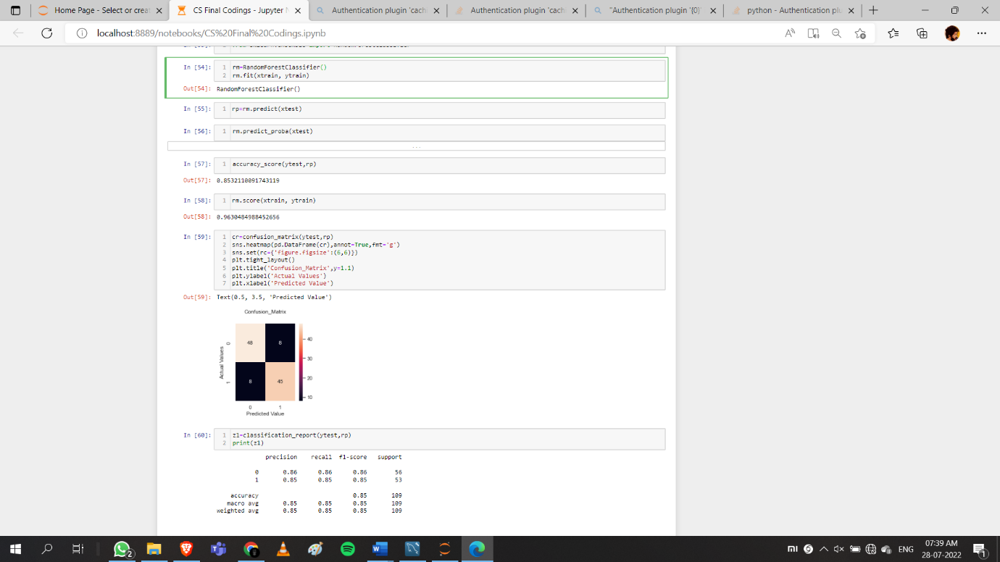 Home Page - Select or crea
CS Final Codings - Jupyter N
Authentication plugin 'cach
Authentication plugin 'cach
"Authentication plugin '{0}'
python - Authentication plu
localhost:8889/notebooks/CS%20Final%20Codings.ipynb
In [54]:
1 rm=RandomForestClassifier()
2 rm.fit(xtrain, ytrain)
Out[54]: RandomForestClassifier()
In [55]:
1 rp=rm.predict(xtest)
In [56]:
1 rm.predict_proba(xtest)
...
In [57]:
1 accuracy_score(ytest,rp)
Out[57]: 0.8532110091743119
In [58]:
1 rm.score(xtrain, ytrain)
Out[58]: 0.9630484988452656
In [59]:
1 cr=confusion_matrix(ytest,rp)
2 sns.heatmap(pd.DataFrame(cr),annot=True,fmt='g')
3 sns.set(rc={'figure.figsize':(6,6)})
4 plt.tight_layout()
5 plt.title('Confusion_Matrix',y=1.1)
6 plt.ylabel('Actual Values')
7 plt.xlabel('Predicted Value')
Out[59]: Text(0.5, 3.5, 'Predicted Value')
Confusion_Matrix
Actual Values
0 48 8
1 8 45
40
30
20
10
0 1
Predicted Value
In [60]:
1 z1=classification_report(ytest,rp)
2 print(z1)
precision recall f1-score support
0 0.86 0.86 0.86 56
1 0.85 0.85 0.85 53
accuracy 0.85 109
macro avg 0.85 0.85 0.85 109
weighted avg 0.85 0.85 0.85 109
2
ENG
07:39 AM
28-07-2022
1